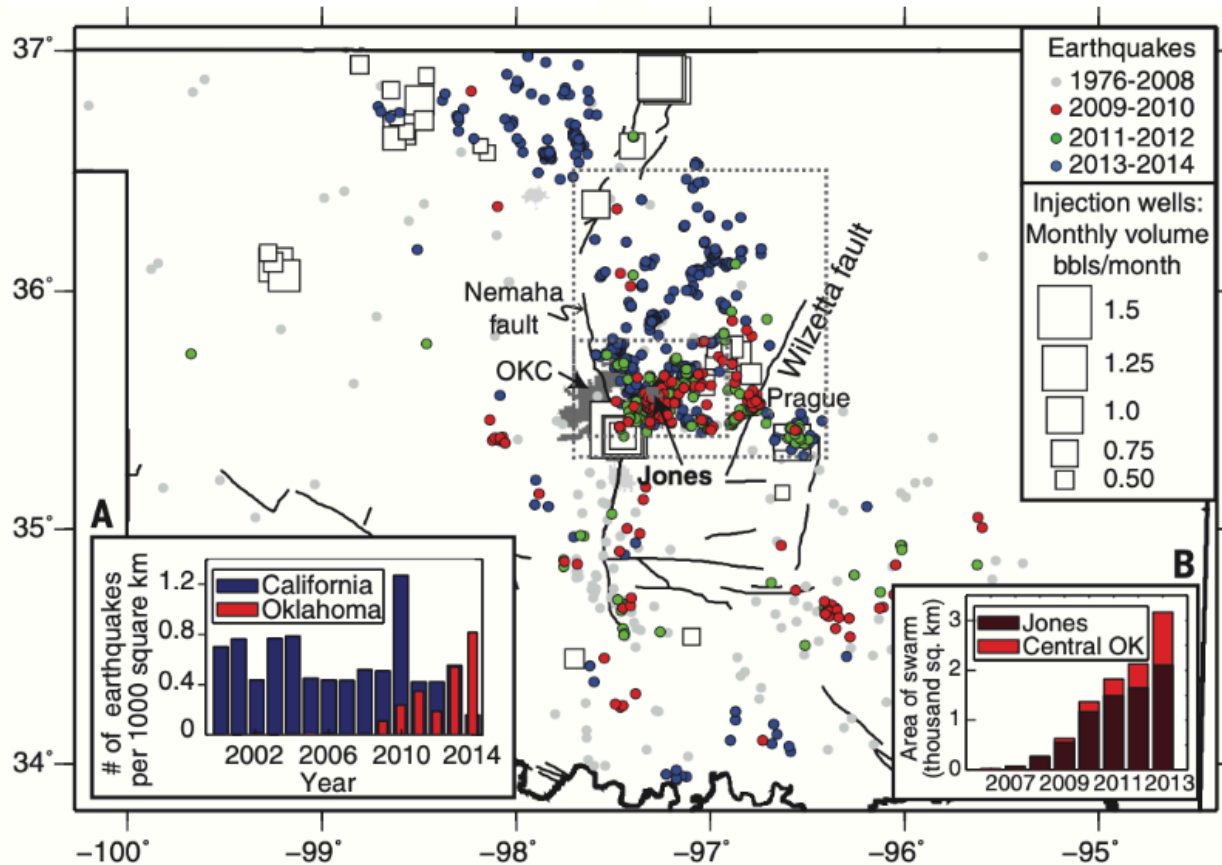 37°
36°
35°
34°
−100°
−99°
−98°
−97°
−96°
−95°
Earthquakes
1976-2008
2009-2010
2011-2012
2013-2014
Injection wells:
Monthly volume
bbls/month
1.5
1.25
1.0
0.75
0.50
Nemaha
fault
OKC
Wilzetta fault
Prague
Jones
A
California
Oklahoma
# of earthquakes
per 1000 square km
1.2
0.8
0.4
0
2002
2006
2010
2014
Year
B
Jones
Central OK
Area of swarm
(thousand sq. km)
3
2
1
0
2007
2009
2011
2013